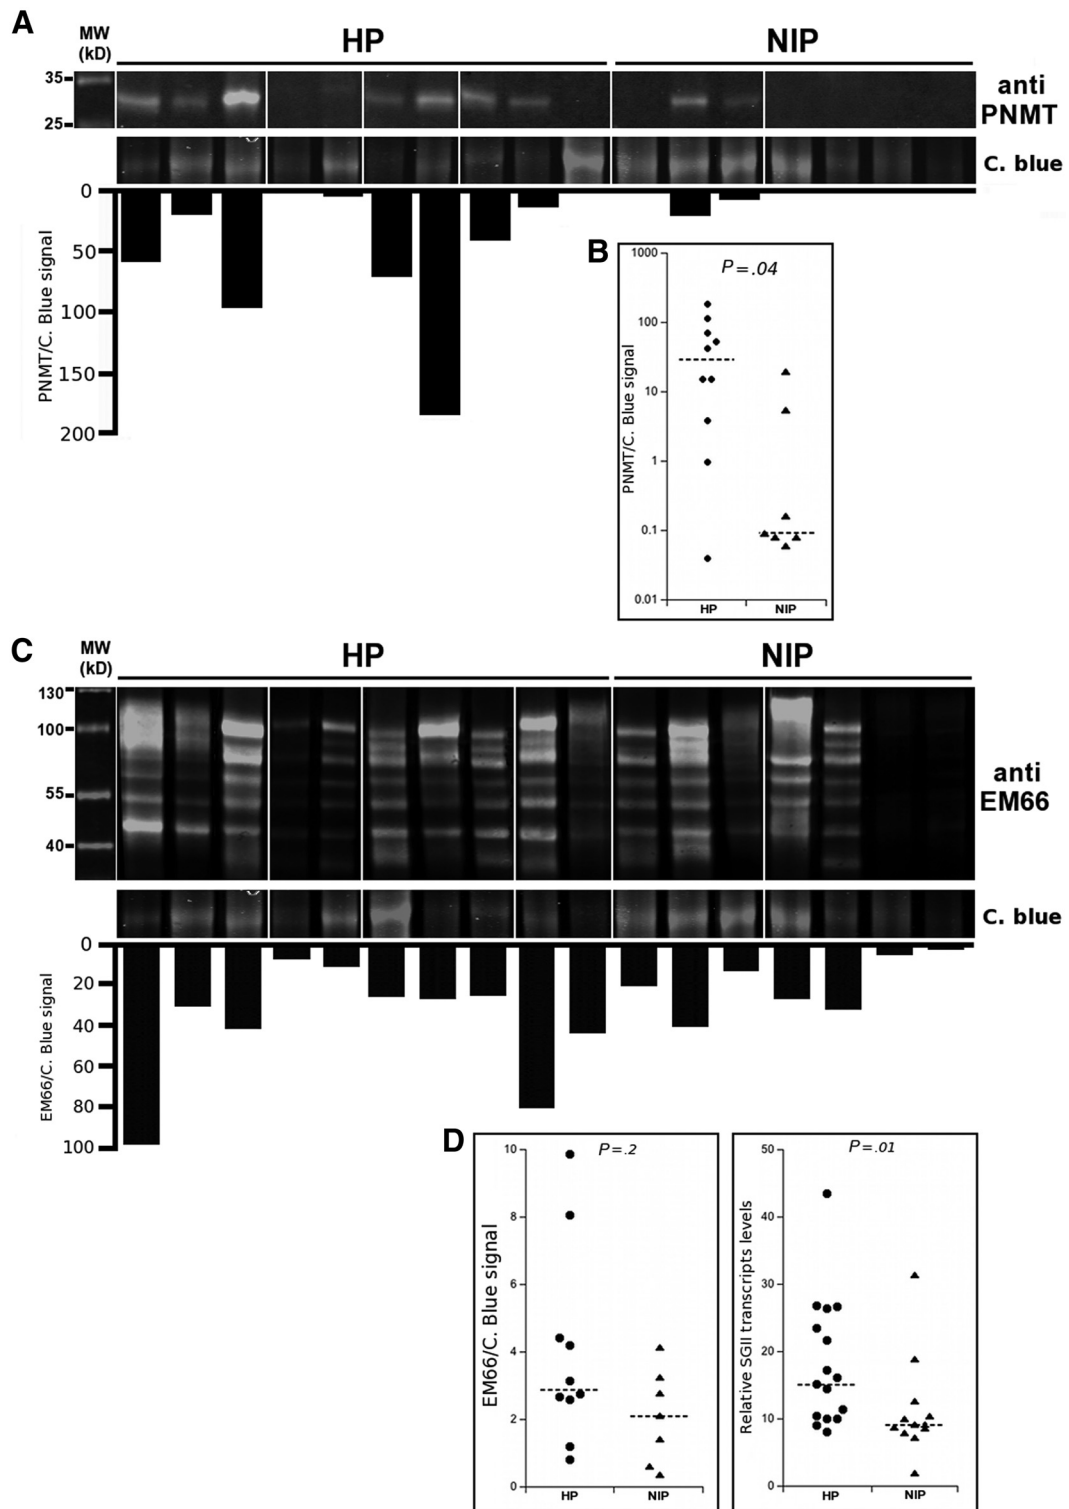 A
MW
(kD)
HP
NIP
35
25
anti
PNMT
C. blue
0
50
100
150
200
PNMT/C. Blue signal
B
P=.04
1000
100
10
1
0.1
0.01
PNMT/C. Blue signal
HP
NIP
C
MW
(kD)
HP
NIP
130
100
55
40
anti
EM66
C. blue
0
20
40
60
80
100
EM66/C. Blue signal
D
P=.2
10
8
6
4
2
0
EM66/C. Blue signal
HP
NIP
P=.01
50
40
30
20
10
0
Relative SGII transcripts levels
HP
NIP